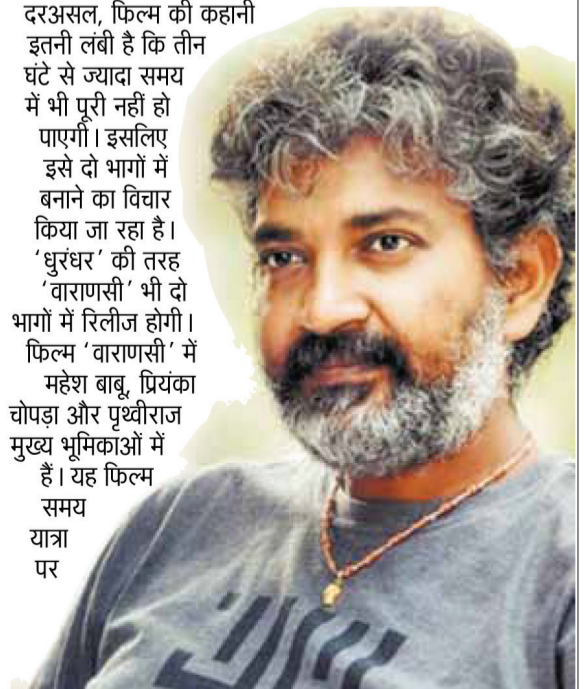 दरअसल, फिल्म की कहानी
इतनी लंबी है कि तीन
घंटे से ज्यादा समय
में भी पूरी नहीं हो
पाएगी। इसलिए
इसे दो भागों में
बनाने का विचार
किया जा रहा है।
‘धुरंधर’ की तरह
‘वाराणसी’ भी दो
भागों में रिलीज होगी।
फिल्म ‘वाराणसी’ में
महेश बाबू, प्रियंका
चोपड़ा और पृथ्वीराज
मुख्य भूमिकाओं में
हैं। यह फिल्म
समय
यात्रा
पर